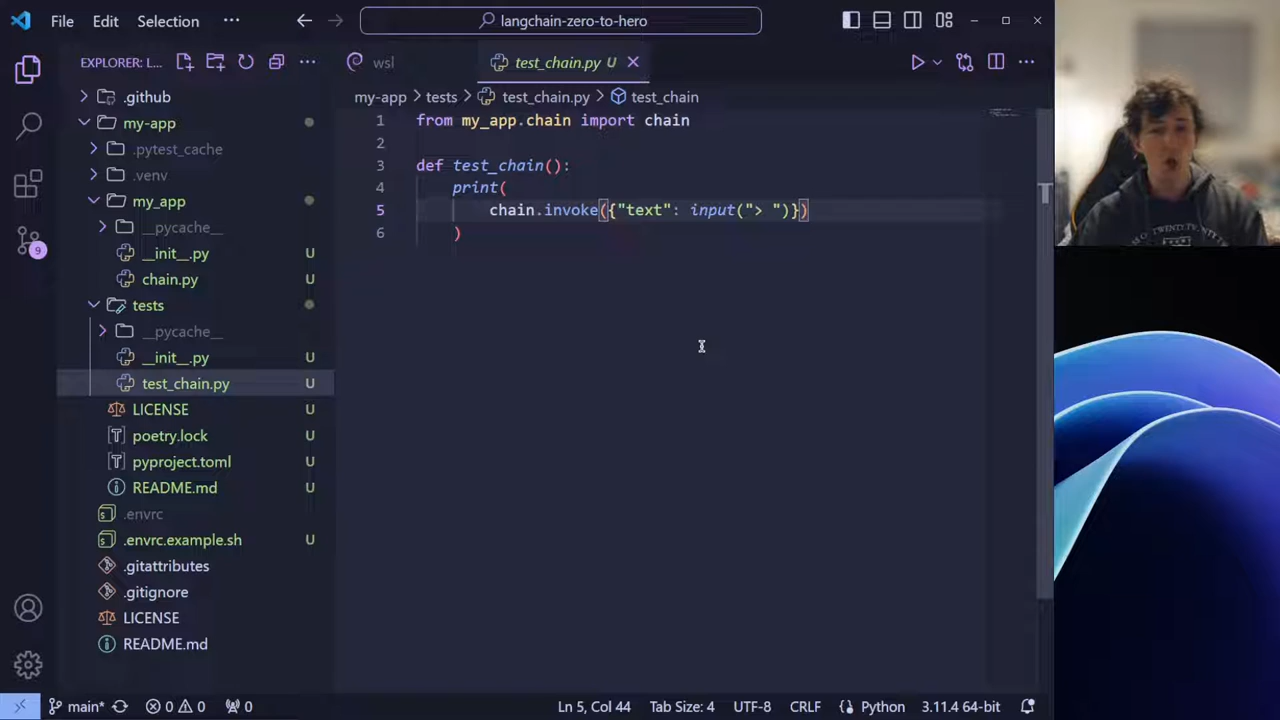 File Edit Selection ··· langchain-zero-to-hero
EXPLORER: L... ···
wsl
test_chain.py U
my-app > tests > test_chain.py > test_chain
.github
my-app
.pytest_cache
.venv
my_app
__pycache__
__init__.py U
chain.py U
tests
__pycache__
__init__.py U
test_chain.py U
LICENSE U
poetry.lock U
pyproject.toml U
README.md U
.envrc
.envrc.example.sh U
.gitattributes
.gitignore
LICENSE
README.md
9
1 from my_app.chain import chain
2
3 def test_chain():
4 print(
5 chain.invoke({"text": input("> ")})
6 )
main* 0 0 0 Ln 5, Col 44 Tab Size: 4 UTF-8 CRLF Python 3.11.4 64-bit